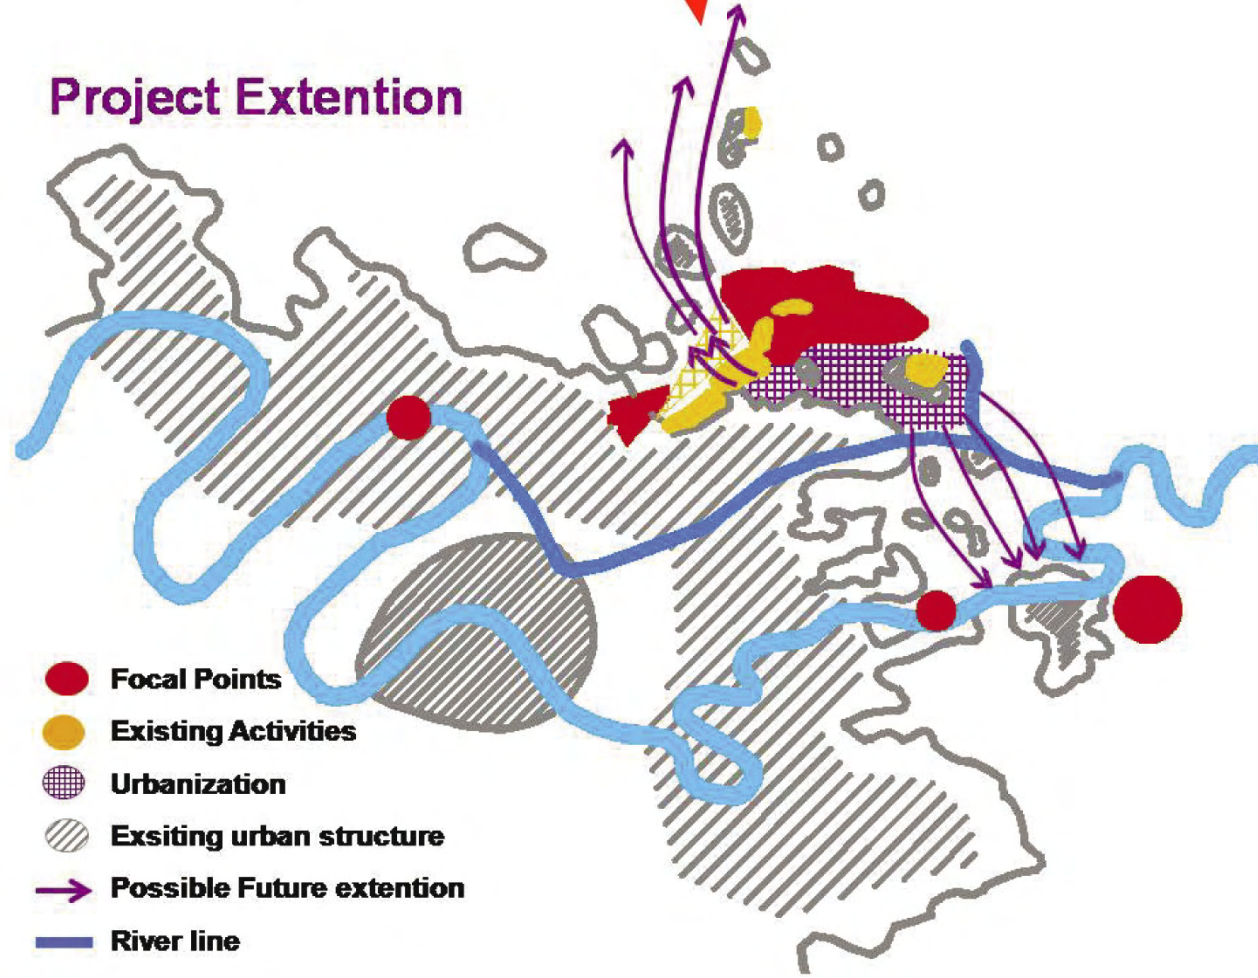 Project Extention
Focal Points
Existing Activities
Urbanization
Exsiting urban structure
Possible Future extention
River line